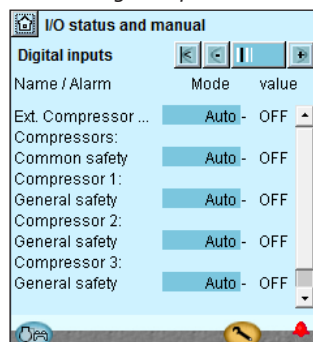 I/O status and manual
Digital inputs
Name / Alarm Mode value
Ext. Compressor ... Auto - OFF
Compressors:
Common safety Auto - OFF
Compressor 1:
General safety Auto - OFF
Compressor 2:
General safety Auto - OFF
Compressor 3:
General safety Auto - OFF